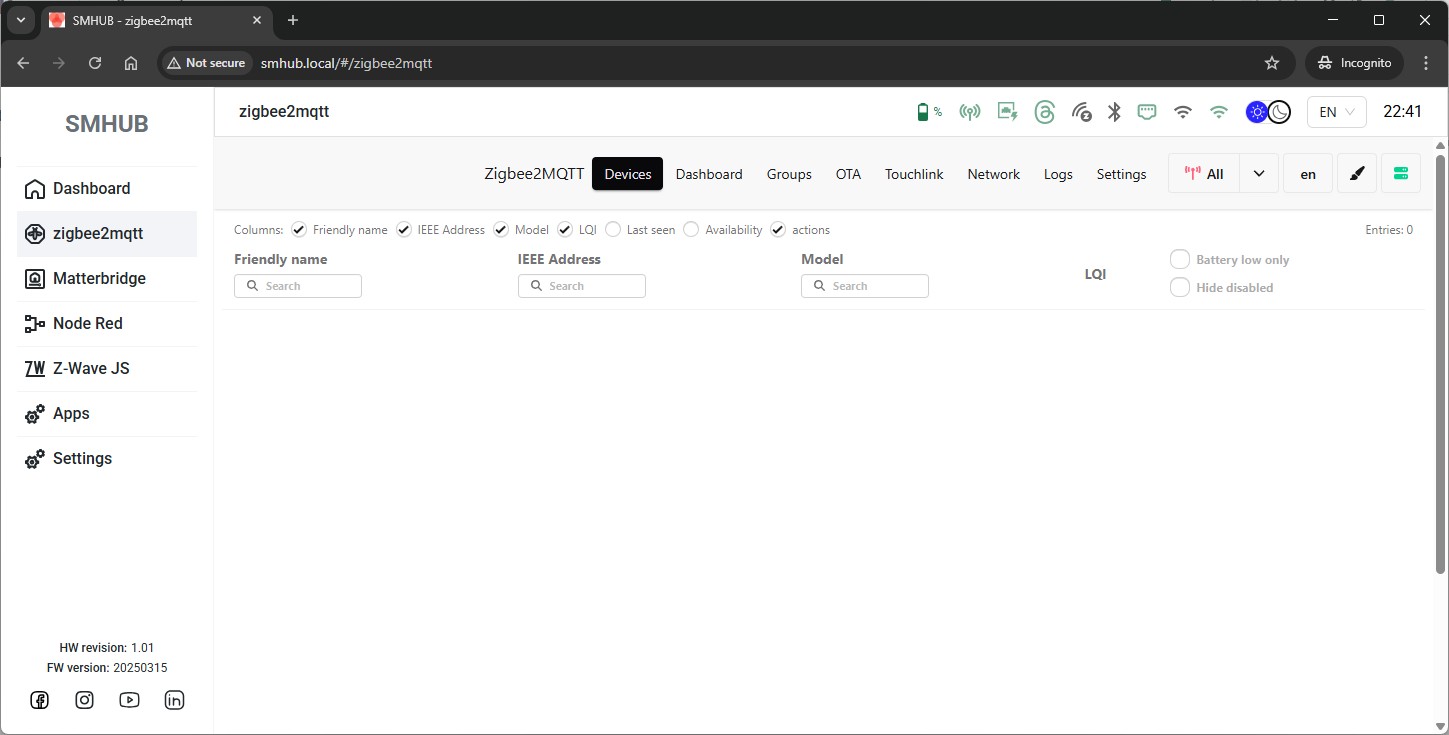 SMHUB - zigbee2mqtt
Not secure
smhub.local/#/zigbee2mqtt
Incognito
SMHUB
zigbee2mqtt
%
EN
22:41
Dashboard
zigbee2mqtt
Matterbridge
Node Red
Z-Wave JS
Apps
Settings
Zigbee2MQTT Devices Dashboard Groups OTA Touchlink Network Logs Settings All en
Columns: Friendly name IEEE Address Model LQI Last seen Availability actions Entries: 0
Friendly name IEEE Address Model LQI Battery low only
Search Search Search Hide disabled
HW revision: 1.01
FW version: 20250315